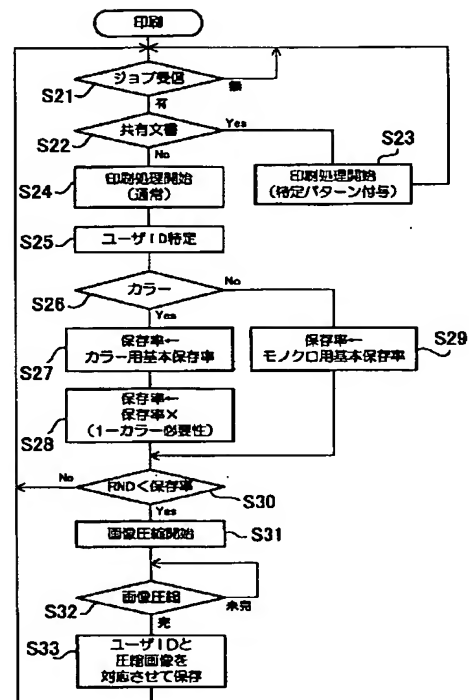 印刷
S21
ジョブ受信
無
有
S22
共有文書
Yes
No
S23
印刷処理開始
(特定パターン付与)
S24
印刷処理開始
(通常)
S25
ユーザID特定
S26
カラー
No
Yes
S27
保存率←
カラー用基本保存率
保存率←
モノクロ用基本保存率
S29
S28
保存率←
保存率×
(1-カラー必要性)
No
RND<保存率
S30
Yes
画像圧縮開始
S31
S32
画像圧縮
未完
完
S33
ユーザIDと
圧縮画像を
対応させて保存